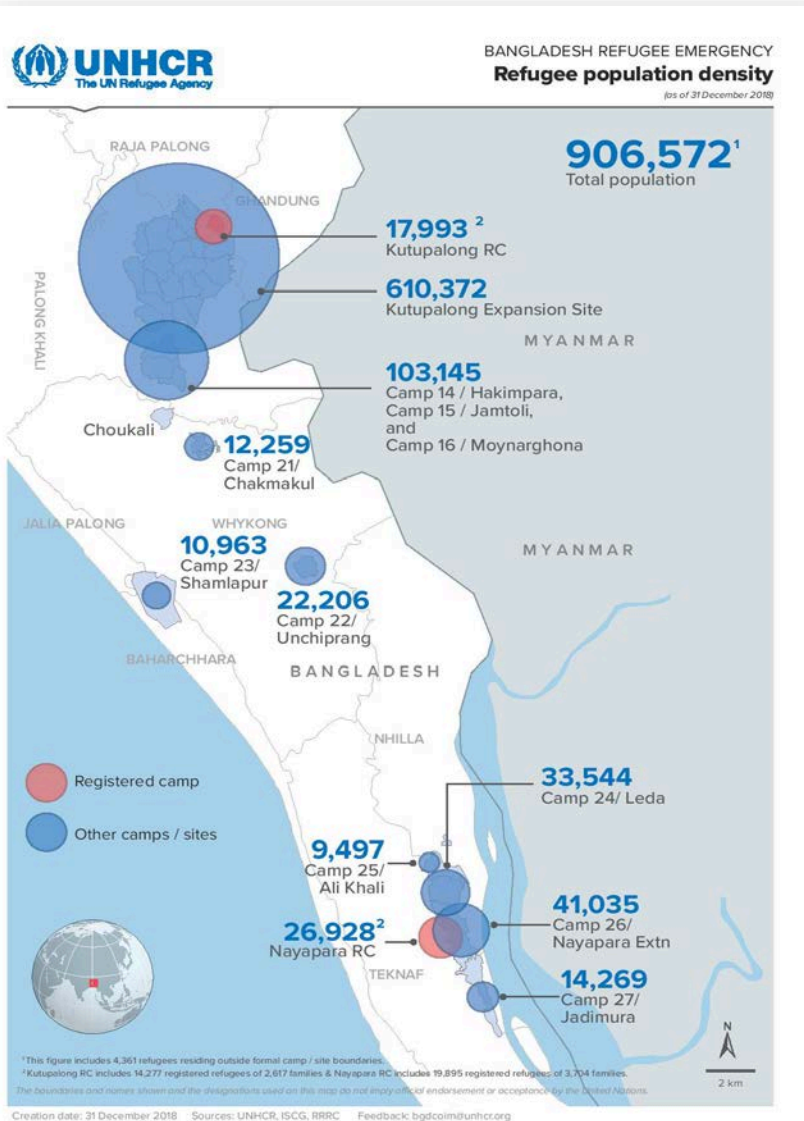 UNHCR
The UN Refugee Agency
BANGLADESH REFUGEE EMERGENCY
Refugee population density
(as of 31 December 2018)
906,572¹
Total population
RAJA PALONG
GHANDUNG
17,993 ²
Kutupalong RC
610,372
Kutupalong Expansion Site
PALONG KHALI
MYANMAR
103,145
Camp 14 / Hakimpara,
Camp 15 / Jamtoli,
and
Camp 16 / Moynarghona
Choukali
12,259
Camp 21/
Chakmakul
JALIA PALONG
WHYKONG
10,963
Camp 23/
Shamlapur
MYANMAR
22,206
Camp 22/
Unchiprang
BAHARCHHARA
BANGLADESH
NHILLA
Registered camp
Other camps / sites
33,544
Camp 24/ Leda
9,497
Camp 25/
Ali Khali
41,035
Camp 26/
Nayapara Extn
26,928²
Nayapara RC
TEKNAF
14,269
Camp 27/
Jadimura
N
2 km
¹This figure includes 4,361 refugees residing outside formal camp / site boundaries.
²Kutupalong RC includes 14,277 registered refugees of 2,617 families & Nayapara RC includes 19,895 registered refugees of 3,704 families.
The boundaries and names shown and the designations used on this map do not imply official endorsement or acceptance by the United Nations.
Creation date: 31 December 2018 Sources: UNHCR, ISCG, RRRC Feedback: bgdcoim@unhcr.org